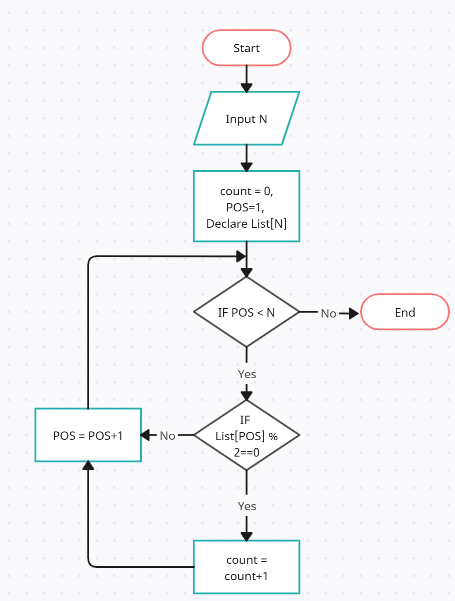 Start
Input N
count = 0,
POS=1,
Declare List[N]
IF POS < N
No
End
Yes
IF
List[POS] %
2==0
No
POS = POS+1
Yes
count =
count+1